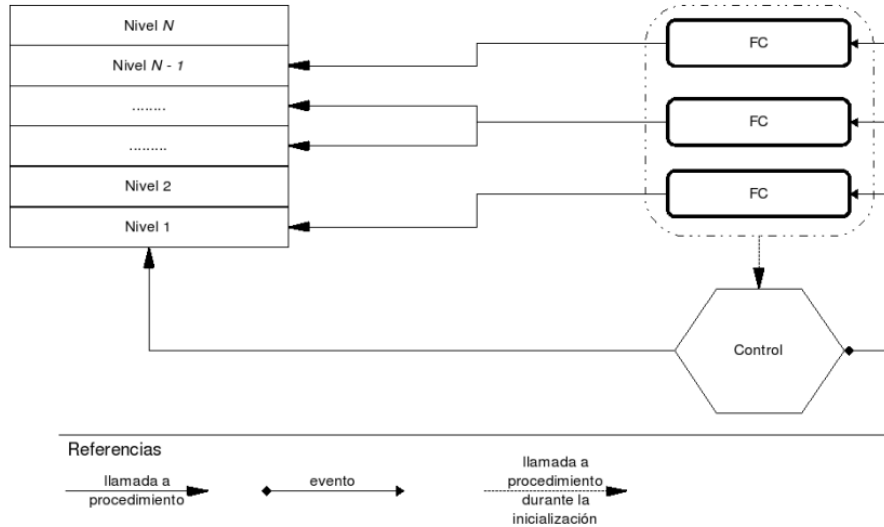 Nivel N
Nivel N - 1
........
.........
Nivel 2
Nivel 1
FC
FC
FC
Control
Referencias
llamada a
procedimiento
evento
llamada a
procedimiento
durante la
inicialización